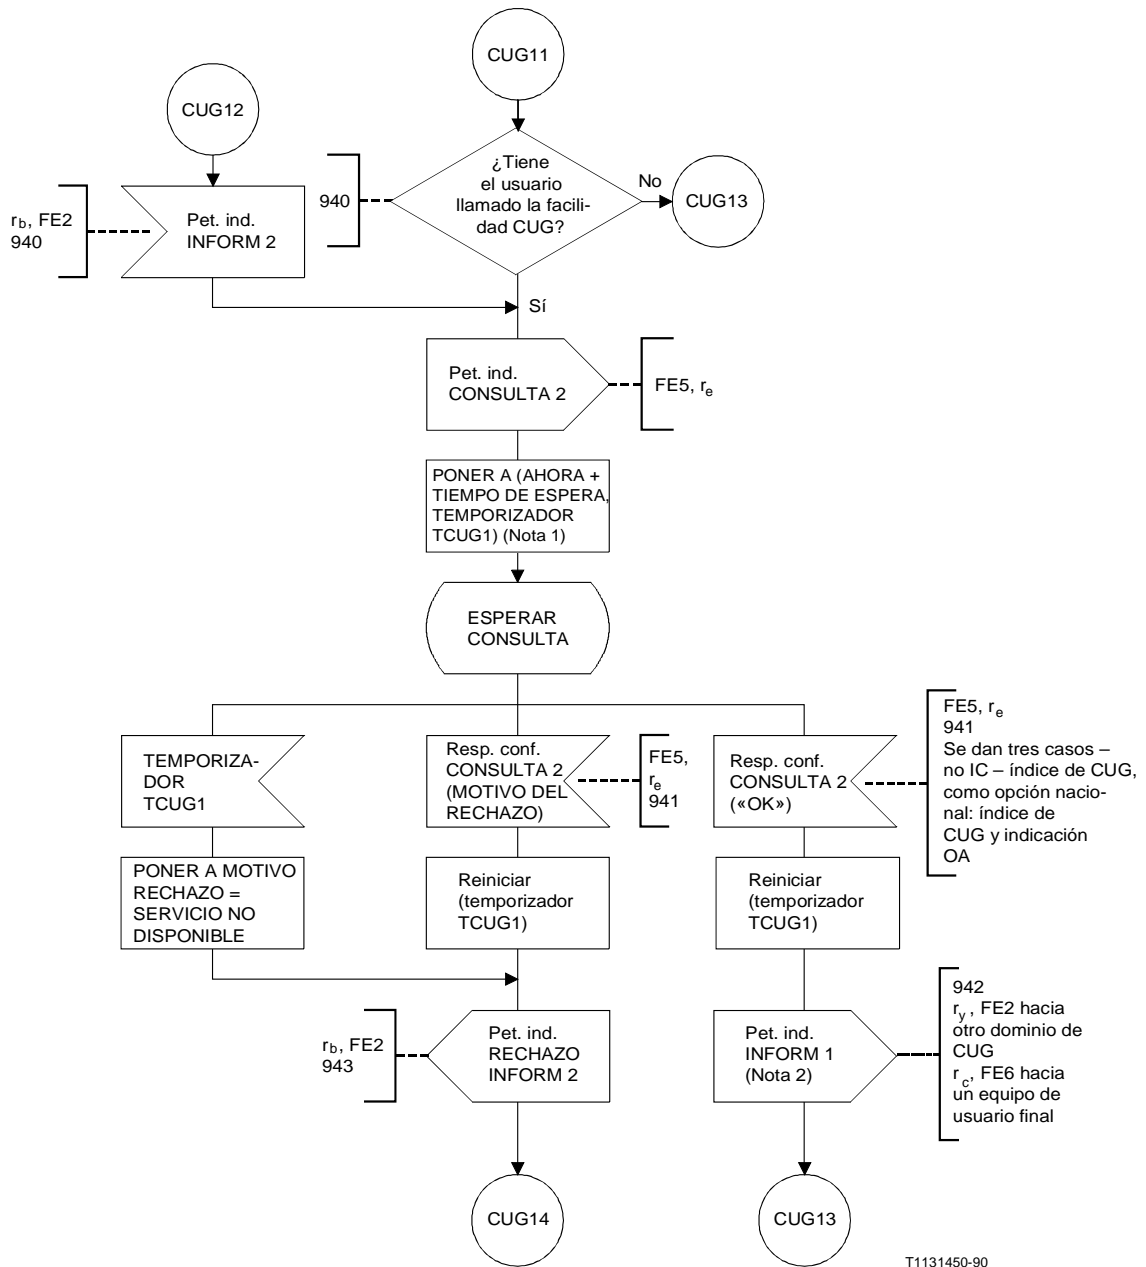 CUG11
CUG12
¿Tiene
el usuario
llamado la facili-
dad CUG?
940
No
CUG13
rb, FE2
940
Pet. ind.
INFORM 2
Sí
Pet. ind.
CONSULTA 2
FE5, re
PONER A (AHORA +
TIEMPO DE ESPERA,
TEMPORIZADOR
TCUG1) (Nota 1)
ESPERAR
CONSULTA
TEMPORIZA-
DOR
TCUG1
Resp. conf.
CONSULTA 2
(MOTIVO DEL
RECHAZO)
FE5,
re
941
Resp. conf.
CONSULTA 2
(«OK»)
FE5, re
941
Se dan tres casos –
no IC – índice de CUG,
como opción nacio-
nal: índice de
CUG y indicación
OA
PONER A MOTIVO
RECHAZO =
SERVICIO NO
DISPONIBLE
Reiniciar
(temporizador
TCUG1)
Reiniciar
(temporizador
TCUG1)
rb, FE2
943
Pet. ind.
RECHAZO
INFORM 2
Pet. ind.
INFORM 1
(Nota 2)
942
ry, FE2 hacia
otro dominio de
CUG
rc, FE6 hacia
un equipo de
usuario final
CUG14
CUG13
T1131450-90